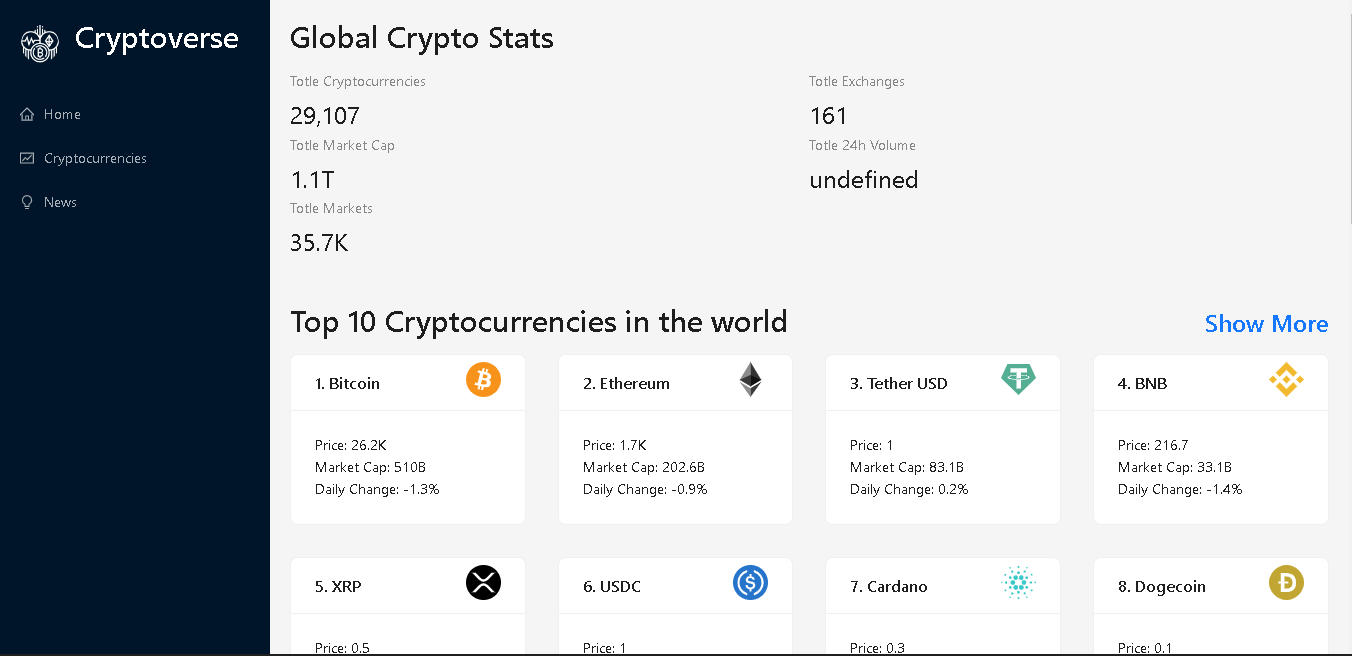 Cryptoverse
Home
Cryptocurrencies
News
Global Crypto Stats
Totle Cryptocurrencies
29,107
Totle Exchanges
161
Totle Market Cap
1.1T
Totle 24h Volume
undefined
Totle Markets
35.7K
Top 10 Cryptocurrencies in the world
Show More
1. Bitcoin
Price: 26.2K
Market Cap: 510B
Daily Change: -1.3%
2. Ethereum
Price: 1.7K
Market Cap: 202.6B
Daily Change: -0.9%
3. Tether USD
Price: 1
Market Cap: 83.1B
Daily Change: 0.2%
4. BNB
Price: 216.7
Market Cap: 33.1B
Daily Change: -1.4%
5. XRP
Price: 0.5
6. USDC
Price: 1
7. Cardano
Price: 0.3
8. Dogecoin
Price: 0.1